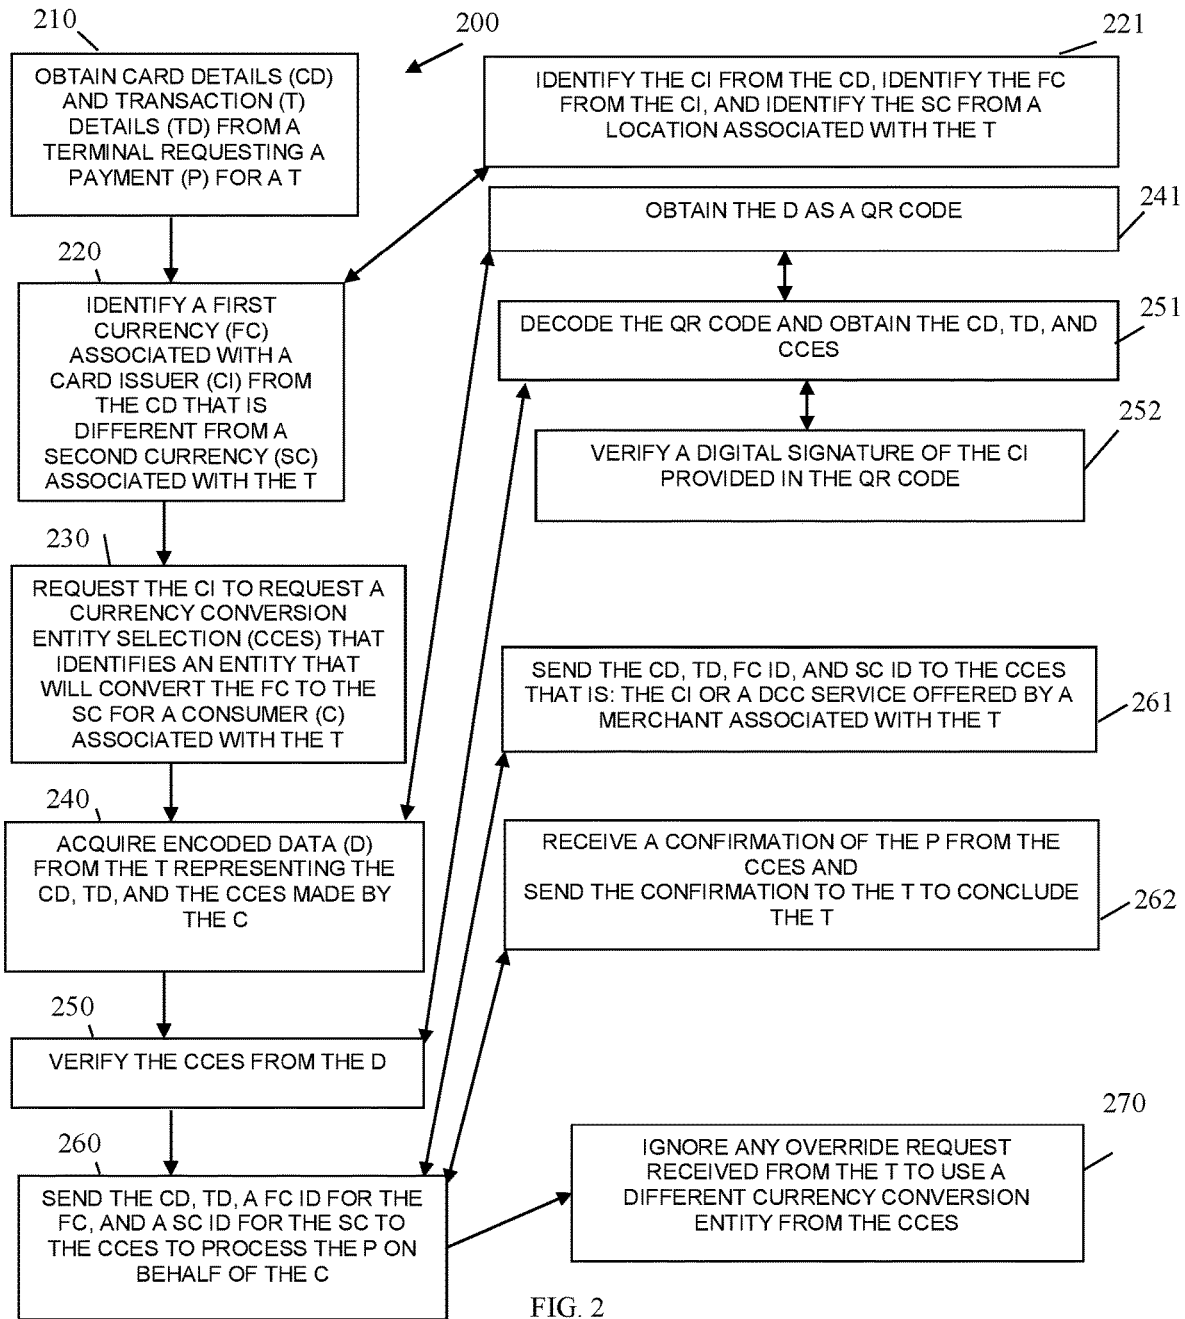 210
OBTAIN CARD DETAILS (CD)
AND TRANSACTION (T)
DETAILS (TD) FROM A
TERMINAL REQUESTING A
PAYMENT (P) FOR A T
200
221
IDENTIFY THE CI FROM THE CD, IDENTIFY THE FC
FROM THE CI, AND IDENTIFY THE SC FROM A
LOCATION ASSOCIATED WITH THE T
241
OBTAIN THE D AS A QR CODE
220
IDENTIFY A FIRST
CURRENCY (FC)
ASSOCIATED WITH A
CARD ISSUER (CI) FROM
THE CD THAT IS
DIFFERENT FROM A
SECOND CURRENCY (SC)
ASSOCIATED WITH THE T
251
DECODE THE QR CODE AND OBTAIN THE CD, TD, AND
CCES
252
VERIFY A DIGITAL SIGNATURE OF THE CI
PROVIDED IN THE QR CODE
230
REQUEST THE CI TO REQUEST A
CURRENCY CONVERSION
ENTITY SELECTION (CCES) THAT
IDENTIFIES AN ENTITY THAT
WILL CONVERT THE FC TO THE
SC FOR A CONSUMER (C)
ASSOCIATED WITH THE T
SEND THE CD, TD, FC ID, AND SC ID TO THE CCES
THAT IS: THE CI OR A DCC SERVICE OFFERED BY A
MERCHANT ASSOCIATED WITH THE T
261
240
ACQUIRE ENCODED DATA (D)
FROM THE T REPRESENTING THE
CD, TD, AND THE CCES MADE BY
THE C
RECEIVE A CONFIRMATION OF THE P FROM THE
CCES AND
SEND THE CONFIRMATION TO THE T TO CONCLUDE
THE T
262
250
VERIFY THE CCES FROM THE D
260
SEND THE CD, TD, A FC ID FOR THE
FC, AND A SC ID FOR THE SC TO
THE CCES TO PROCESS THE P ON
BEHALF OF THE C
270
IGNORE ANY OVERRIDE REQUEST
RECEIVED FROM THE T TO USE A
DIFFERENT CURRENCY CONVERSION
ENTITY FROM THE CCES
FIG. 2